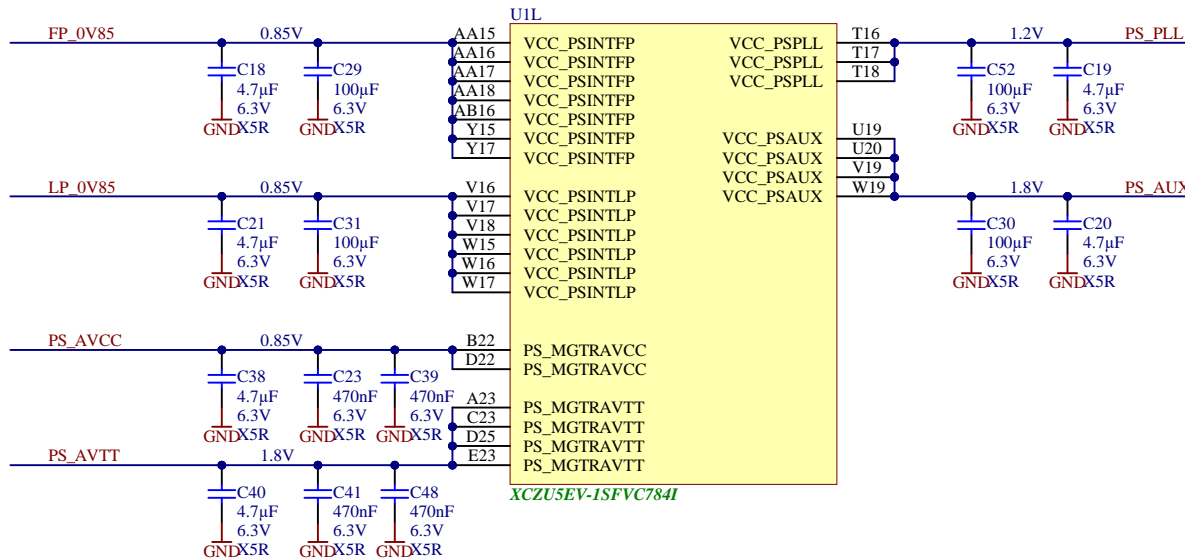 U1L
FP_0V85
0.85V
C18
4.7µF
6.3V
X5R
GND
C29
100µF
6.3V
X5R
GND
AA15 VCC_PSINTFP
AA16 VCC_PSINTFP
AA17 VCC_PSINTFP
AA18 VCC_PSINTFP
AB16 VCC_PSINTFP
Y15 VCC_PSINTFP
Y17 VCC_PSINTFP
VCC_PSPLL T16
VCC_PSPLL T17
VCC_PSPLL T18
1.2V
PS_PLL
C52
100µF
6.3V
X5R
GND
C19
4.7µF
6.3V
X5R
GND
LP_0V85
0.85V
C21
4.7µF
6.3V
X5R
GND
C31
100µF
6.3V
X5R
GND
V16 VCC_PSINTLP
V17 VCC_PSINTLP
V18 VCC_PSINTLP
W15 VCC_PSINTLP
W16 VCC_PSINTLP
W17 VCC_PSINTLP
VCC_PSAUX U19
VCC_PSAUX U20
VCC_PSAUX V19
VCC_PSAUX W19
1.8V
PS_AUX
C30
100µF
6.3V
X5R
GND
C20
4.7µF
6.3V
X5R
GND
PS_AVCC
0.85V
C38
4.7µF
6.3V
X5R
GND
C23
470nF
6.3V
X5R
GND
C39
470nF
6.3V
X5R
GND
B22 PS_MGTRAVCC
D22 PS_MGTRAVCC
A23 PS_MGTRAVTT
C23 PS_MGTRAVTT
D25 PS_MGTRAVTT
E23 PS_MGTRAVTT
PS_AVTT
1.8V
C40
4.7µF
6.3V
X5R
GND
C41
470nF
6.3V
X5R
GND
C48
470nF
6.3V
X5R
GND
XCZU5EV-1SFVC784I